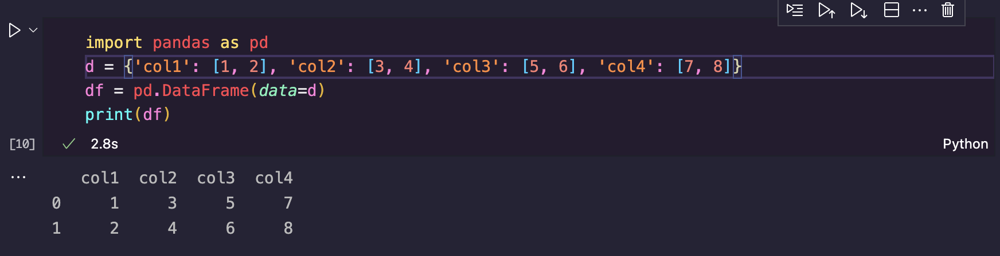 import pandas as pd
d = {'col1': [1, 2], 'col2': [3, 4], 'col3': [5, 6], 'col4': [7, 8]}
df = pd.DataFrame(data=d)
print(df)
[10] 2.8s Python
col1 col2 col3 col4
0 1 3 5 7
1 2 4 6 8